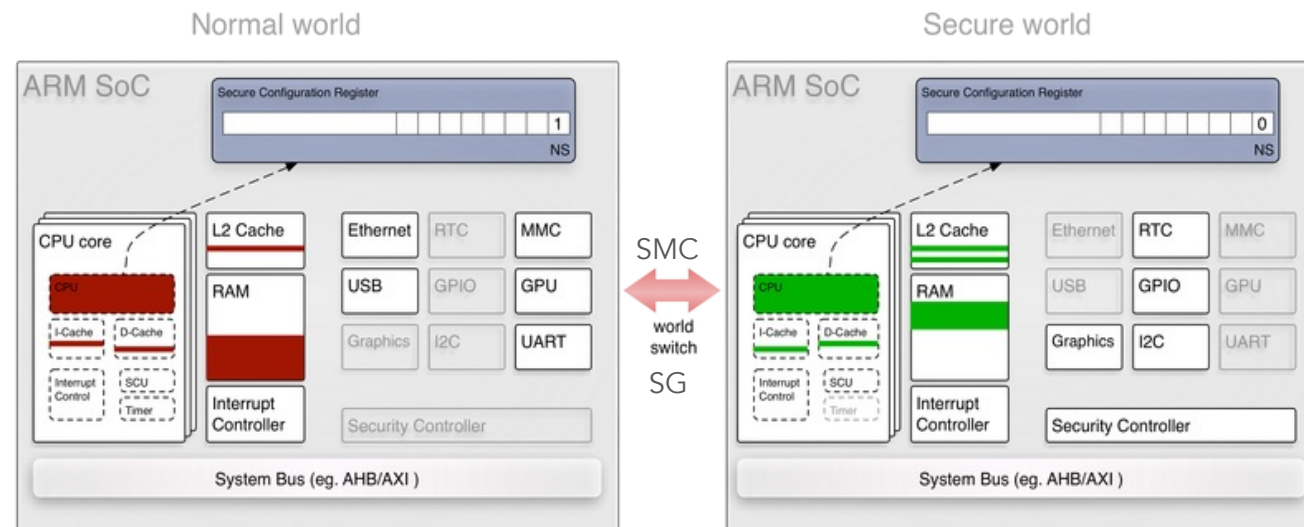 Normal world
Secure world
ARM SoC
Secure Configuration Register
1
NS
CPU core
CPU
I-Cache
D-Cache
Interrupt
Control
SCU
Timer
L2 Cache
RAM
Interrupt
Controller
Ethernet
RTC
MMC
USB
GPIO
GPU
Graphics
I2C
UART
Security Controller
System Bus (eg. AHB/AXI )
SMC
world
switch
SG
ARM SoC
Secure Configuration Register
0
NS
CPU core
CPU
I-Cache
D-Cache
Interrupt
Control
SCU
Timer
L2 Cache
RAM
Interrupt
Controller
Ethernet
RTC
MMC
USB
GPIO
GPU
Graphics
I2C
UART
Security Controller
System Bus (eg. AHB/AXI )